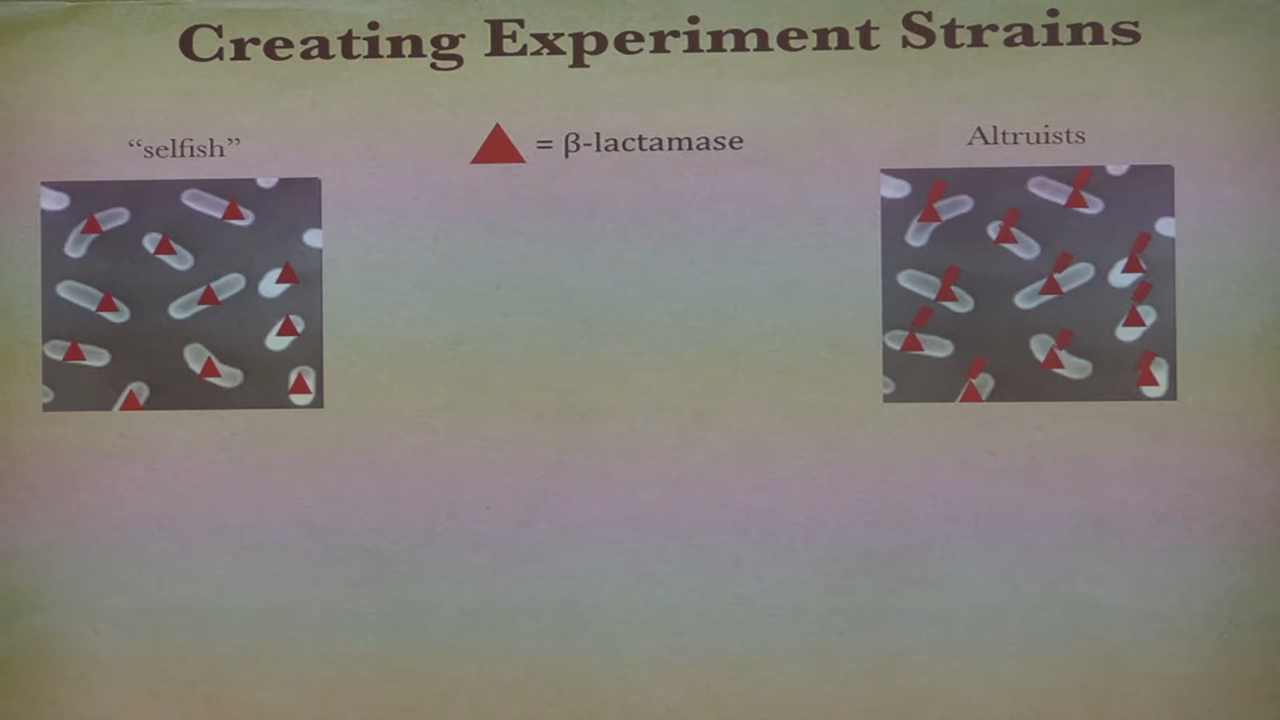 Creating Experiment Strains
“selfish”
= β-lactamase
Altruists